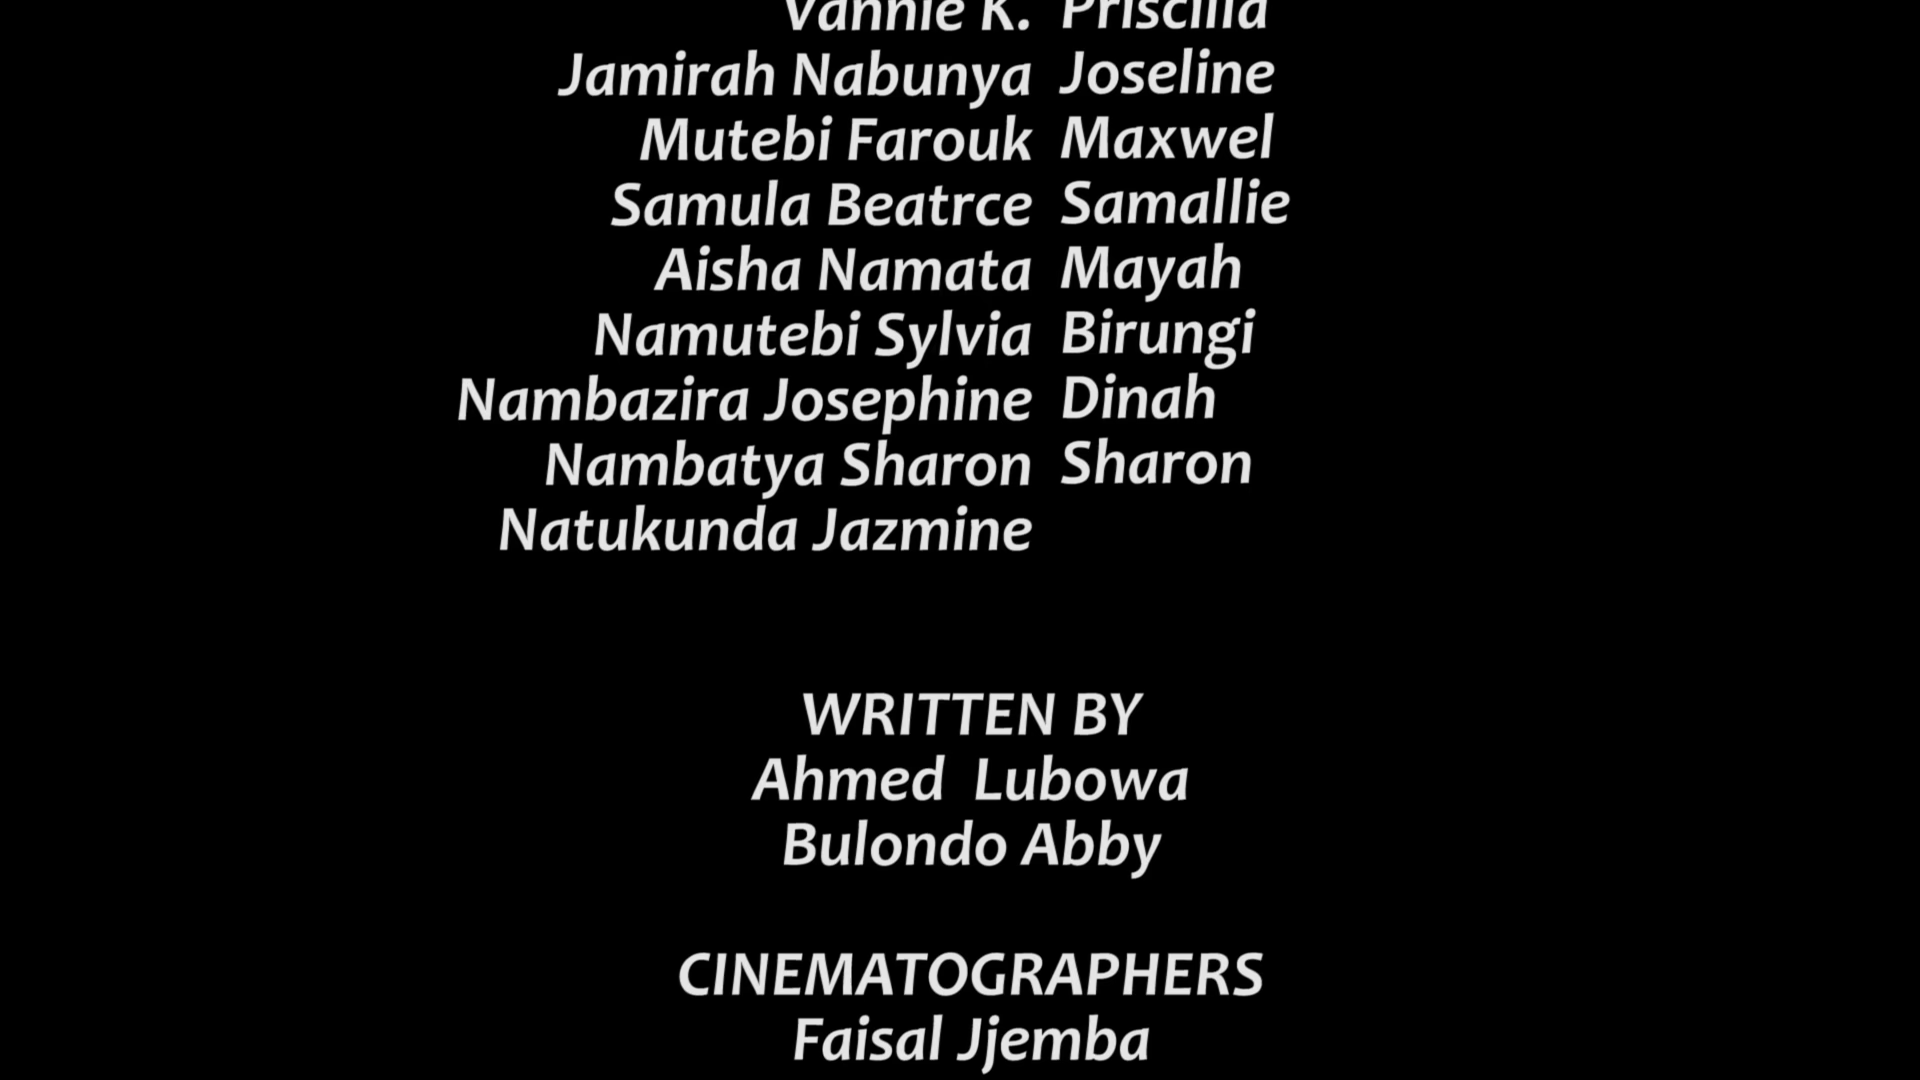 Vannie K. Priscilla
Jamirah Nabunya Joseline
Mutebi Farouk Maxwel
Samula Beatrce Samallie
Aisha Namata Mayah
Namutebi Sylvia Birungi
Nambazira Josephine Dinah
Nambatya Sharon Sharon
Natukunda Jazmine
WRITTEN BY
Ahmed Lubowa
Bulondo Abby
CINEMATOGRAPHERS
Faisal Jjemba